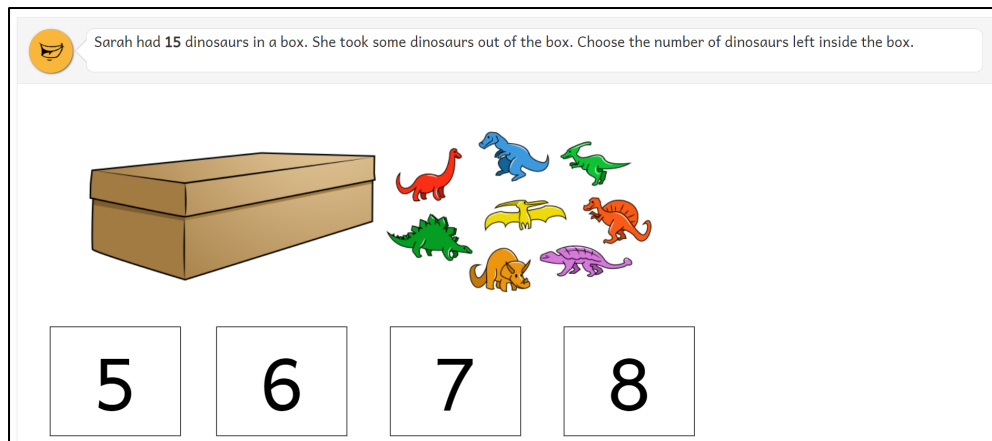 Sarah had 15 dinosaurs in a box. She took some dinosaurs out of the box. Choose the number of dinosaurs left inside the box.
5 6 7 8